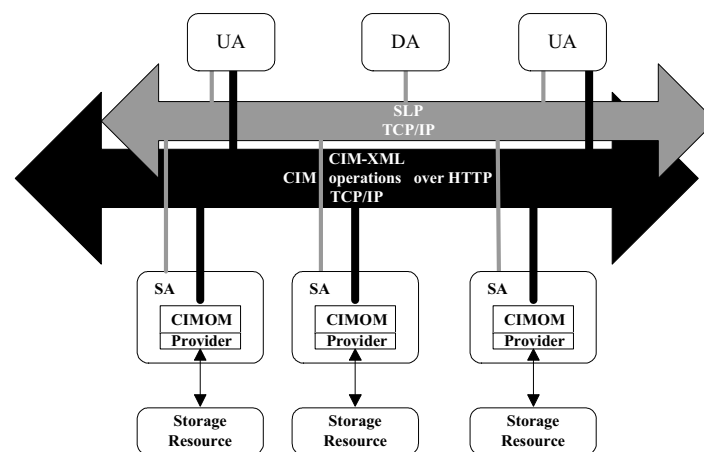 UA
DA
UA
SLP
TCP/IP
CIM-XML
CIM operations over HTTP
TCP/IP
SA
CIMOM
Provider
SA
CIMOM
Provider
SA
CIMOM
Provider
Storage
Resource
Storage
Resource
Storage
Resource